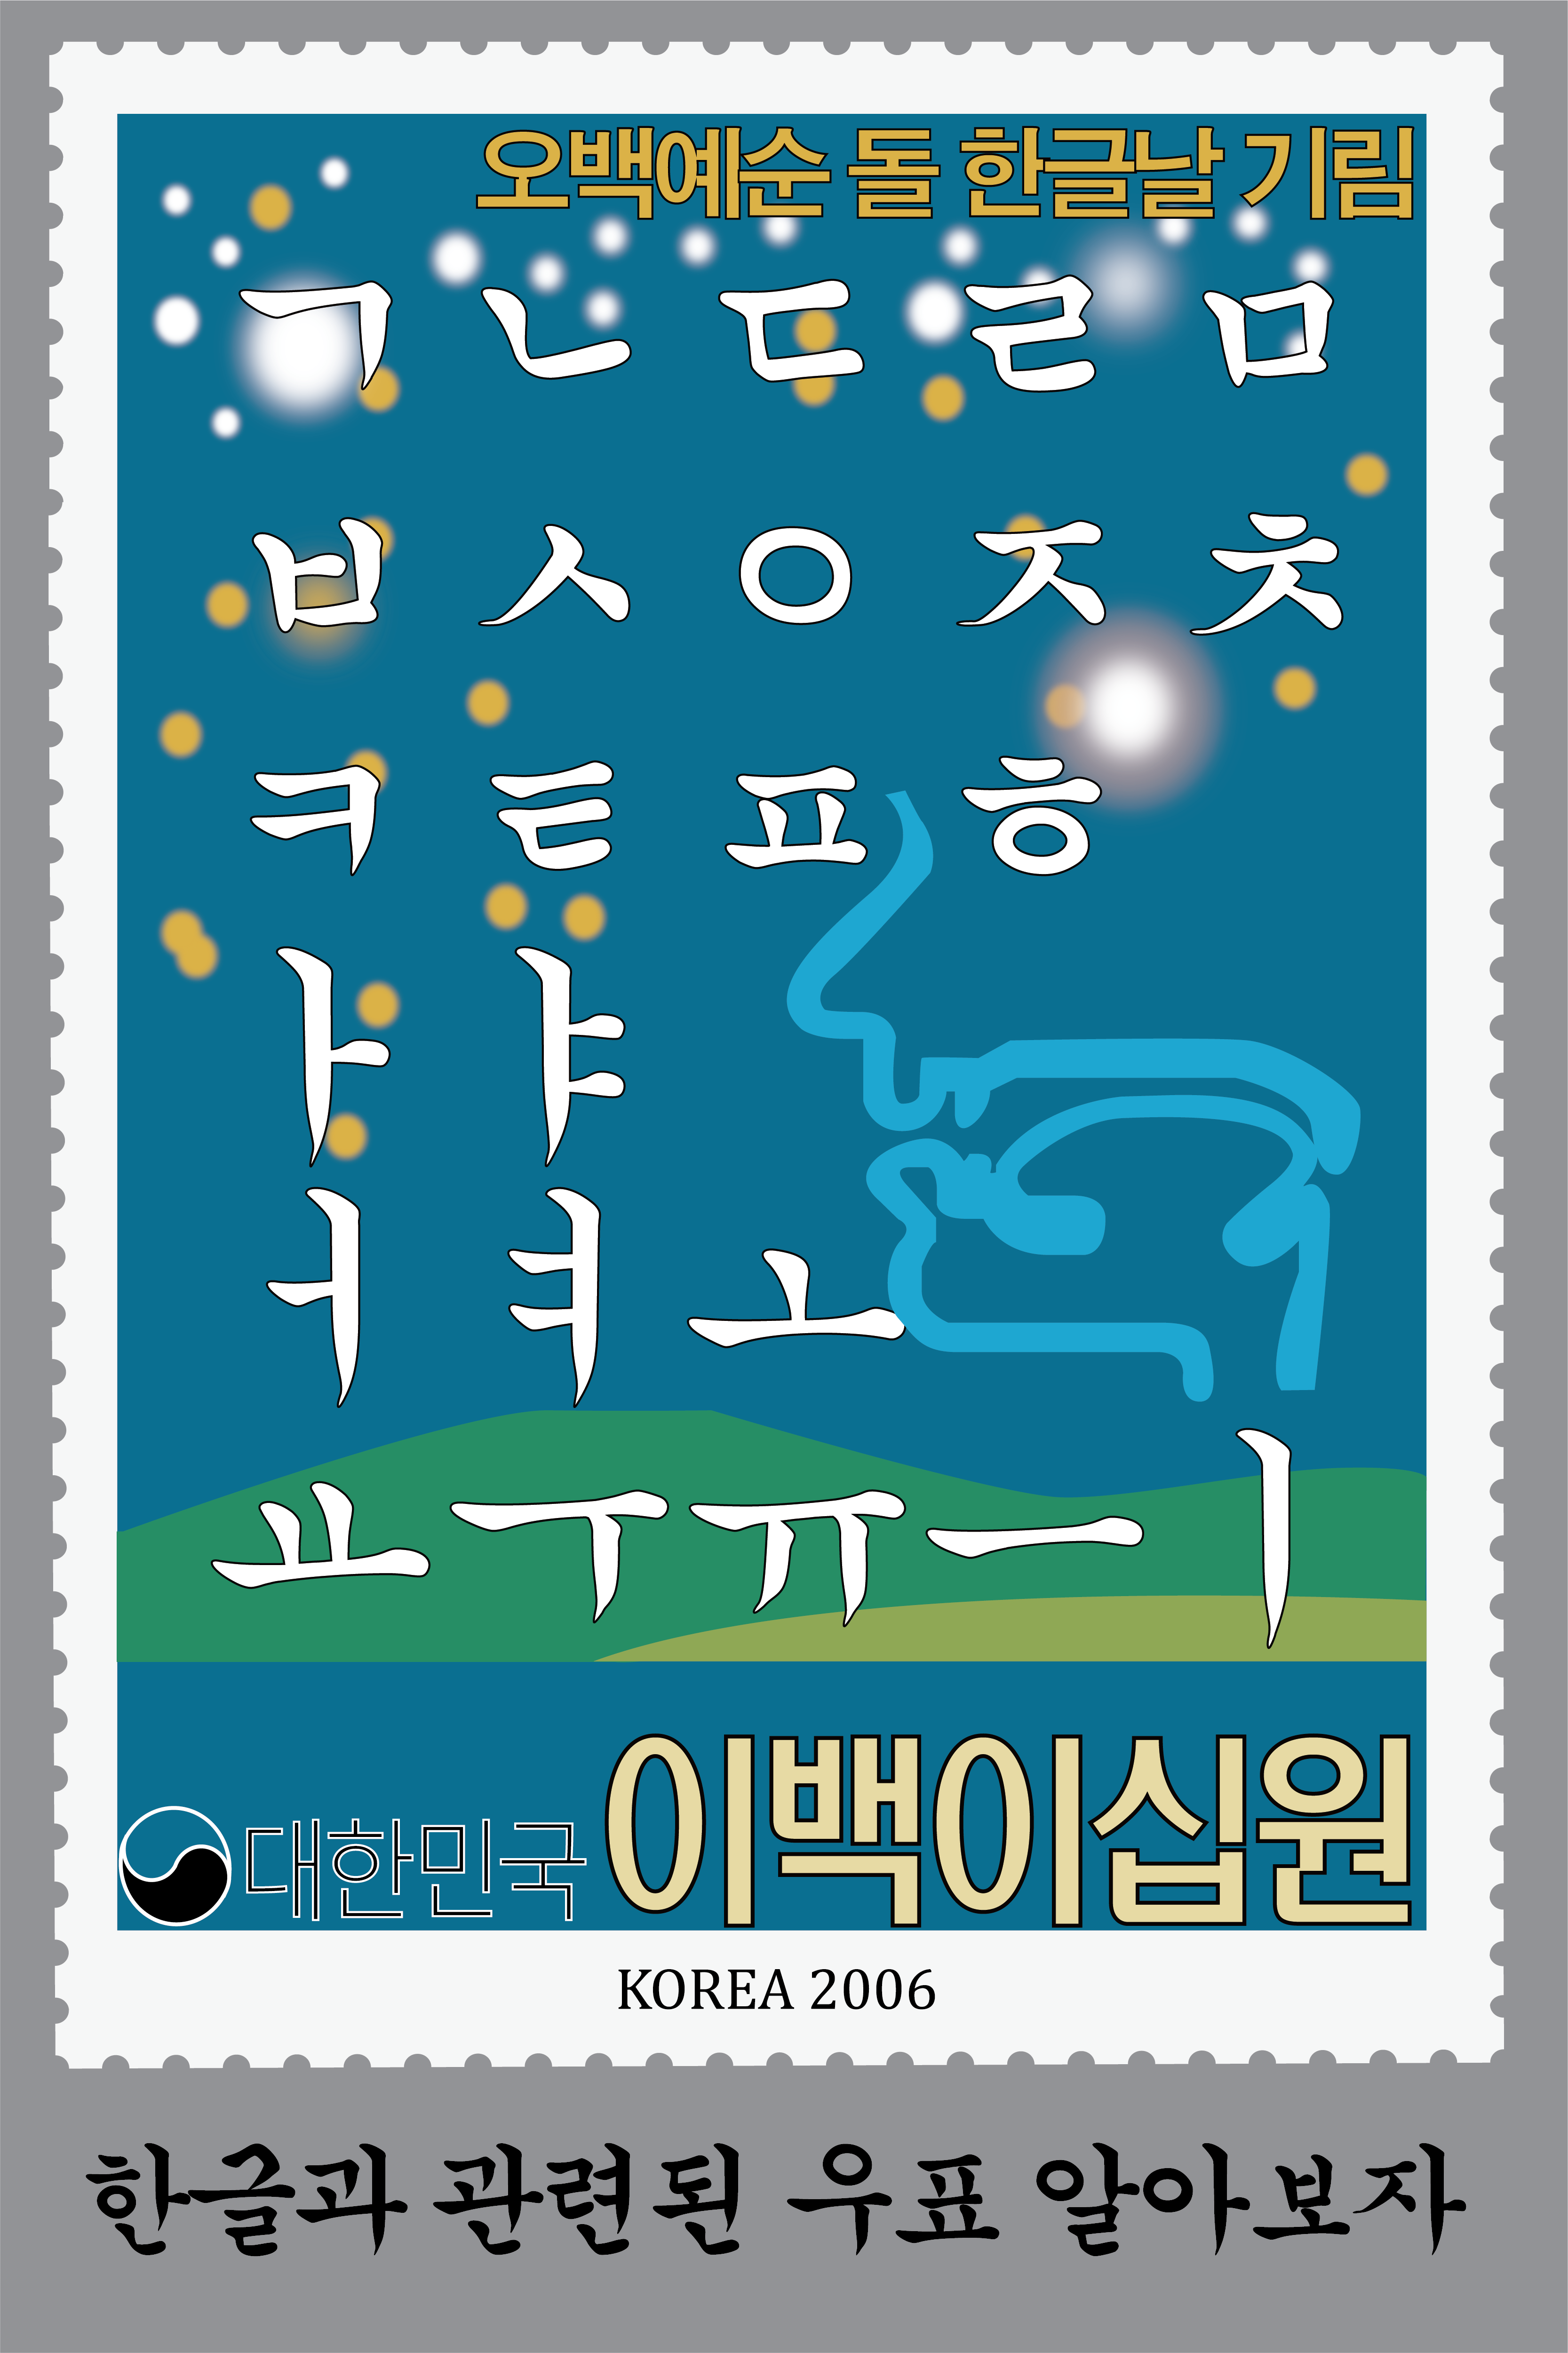 오백예순 돌 한글날 기림
ㄱ ㄴ ㄷ ㄹ ㅁ
ㅂ ㅅ ㅇ ㅈ ㅊ
ㅋ ㅌ ㅍ ㅎ
ㅏ ㅑ
ㅓ ㅕ ㅗ
ㅛ ㅜ ㅠ ㅡ ㅣ
대한민국 이백이십원
KOREA 2006
한글과 관련된 우표 알아보자